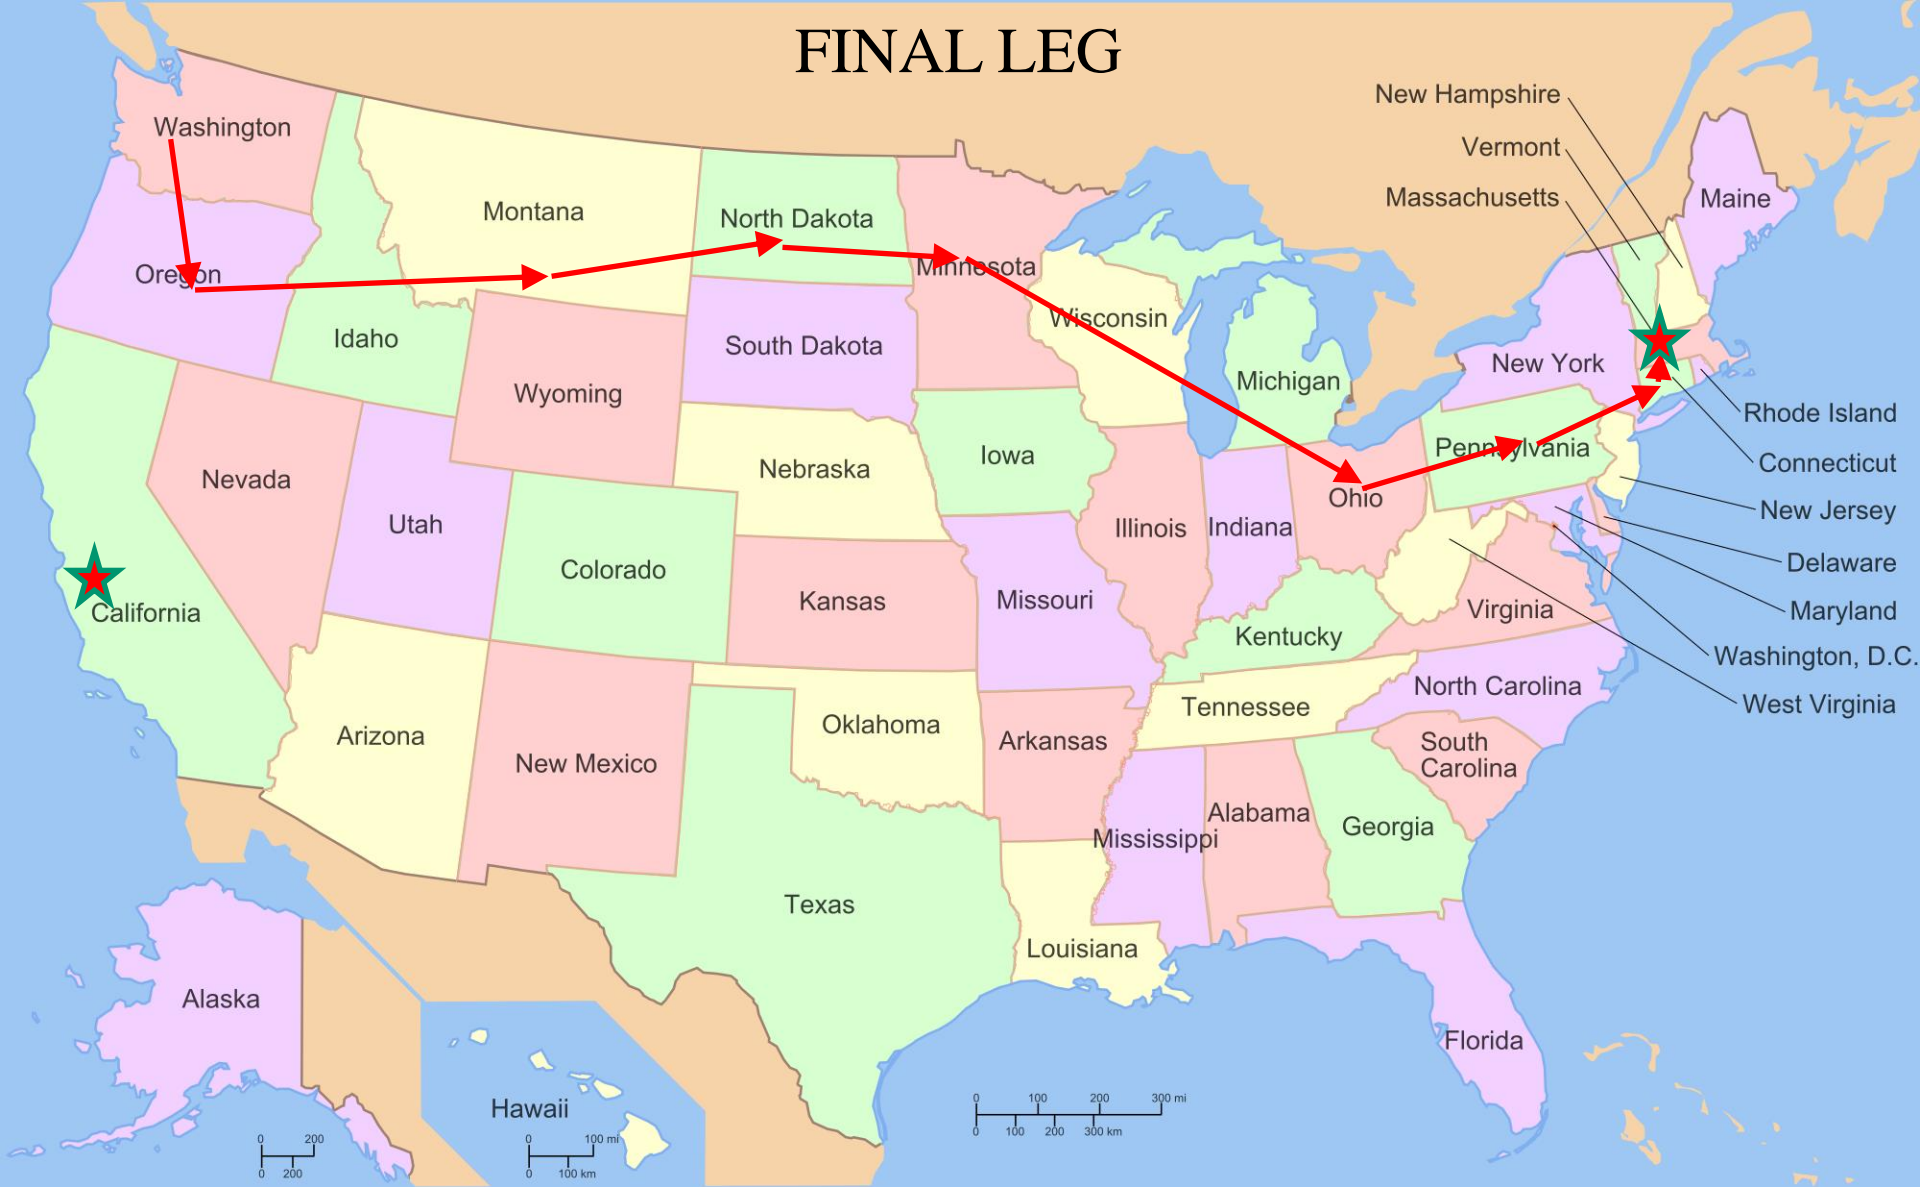 FINAL LEG
New Hampshire
Washington
Vermont
Massachusetts
Maine
Montana
North Dakota
Oregon
Minnesota
Wisconsin
Idaho
South Dakota
New York
Michigan
Wyoming
Rhode Island
Pennsylvania
Iowa
Connecticut
Nebraska
Nevada
Ohio
New Jersey
Utah
Illinois
Indiana
Delaware
Colorado
Kansas
Missouri
Virginia
Maryland
California
Kentucky
Washington, D.C.
North Carolina
Tennessee
West Virginia
Oklahoma
Arizona
Arkansas
South
Carolina
New Mexico
Alabama
Georgia
Mississippi
Texas
Louisiana
Alaska
Florida
Hawaii
0 100 200 300 mi
0 100 200 300 km
0 200
0 200
0 100 mi
0 100 km